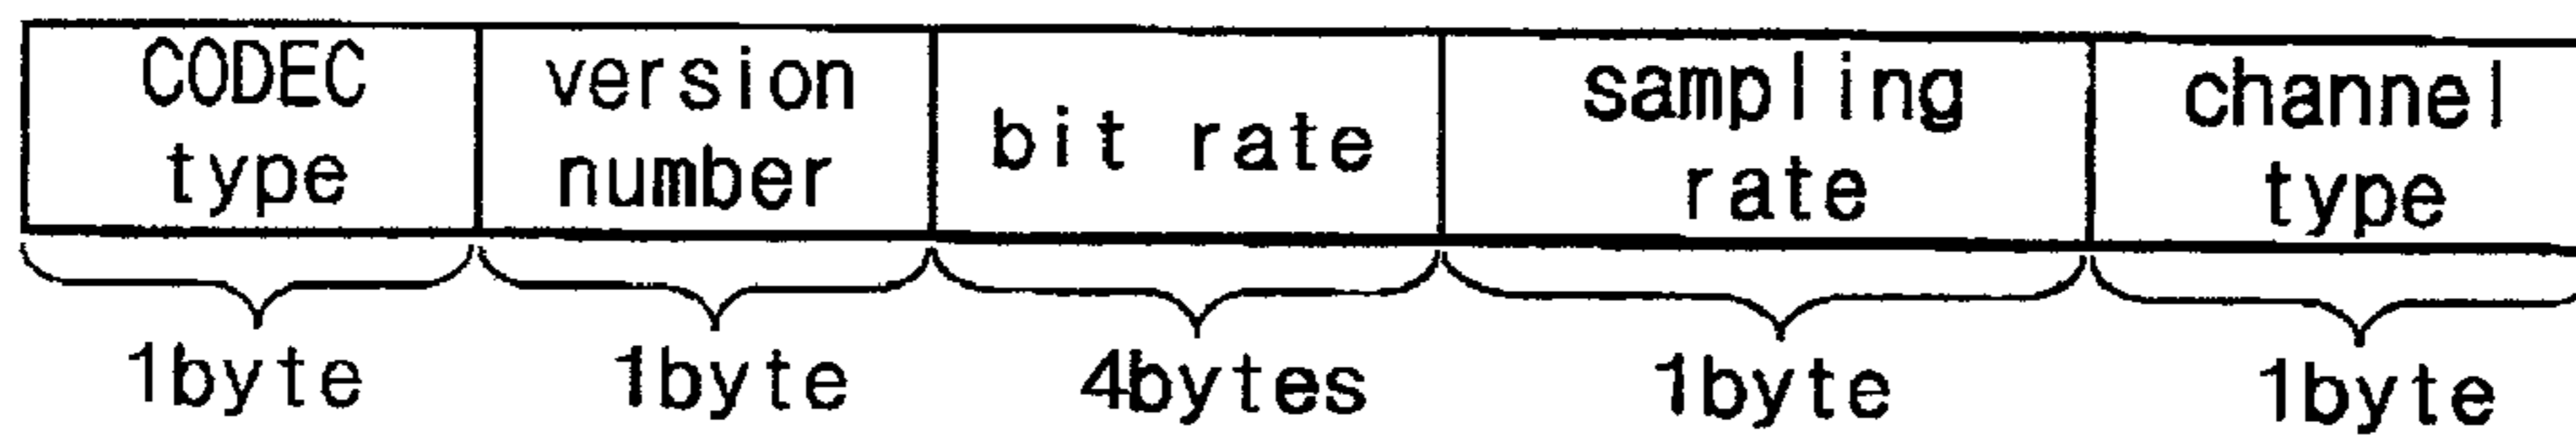 CODEC type
version number
bit rate
sampling rate
channel type
1byte
1byte
4bytes
1byte
1byte